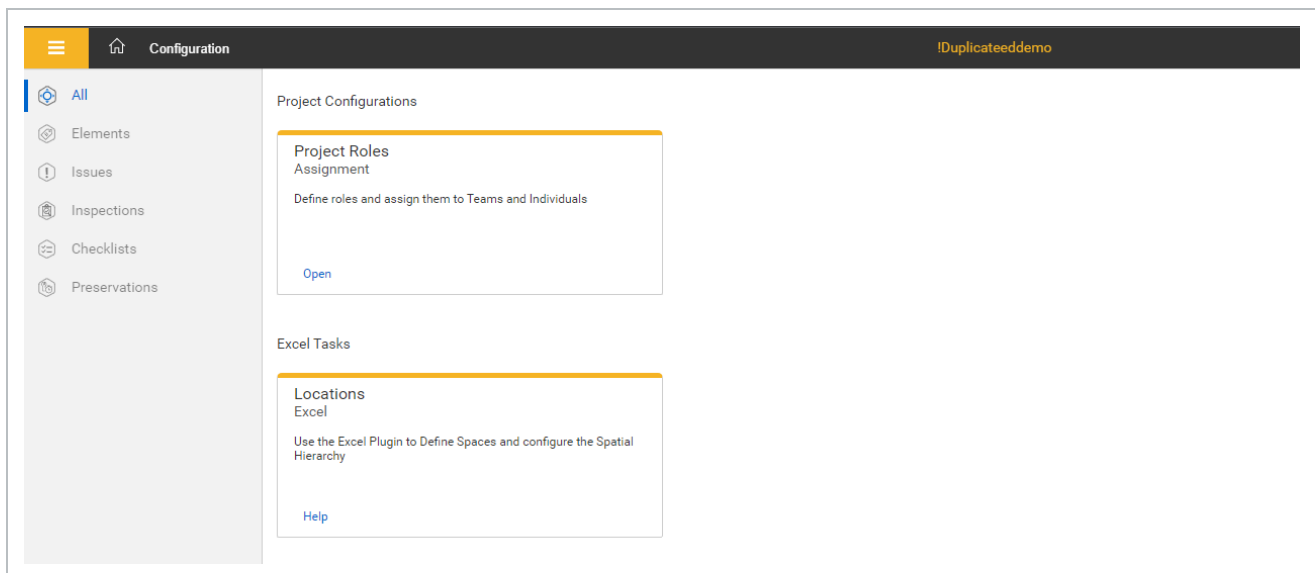 Configuration
!Duplicateeddemo
All
Elements
Issues
Inspections
Checklists
Preservations
Project Configurations
Project Roles
Assignment
Define roles and assign them to Teams and Individuals
Open
Excel Tasks
Locations
Excel
Use the Excel Plugin to Define Spaces and configure the Spatial
Hierarchy
Help